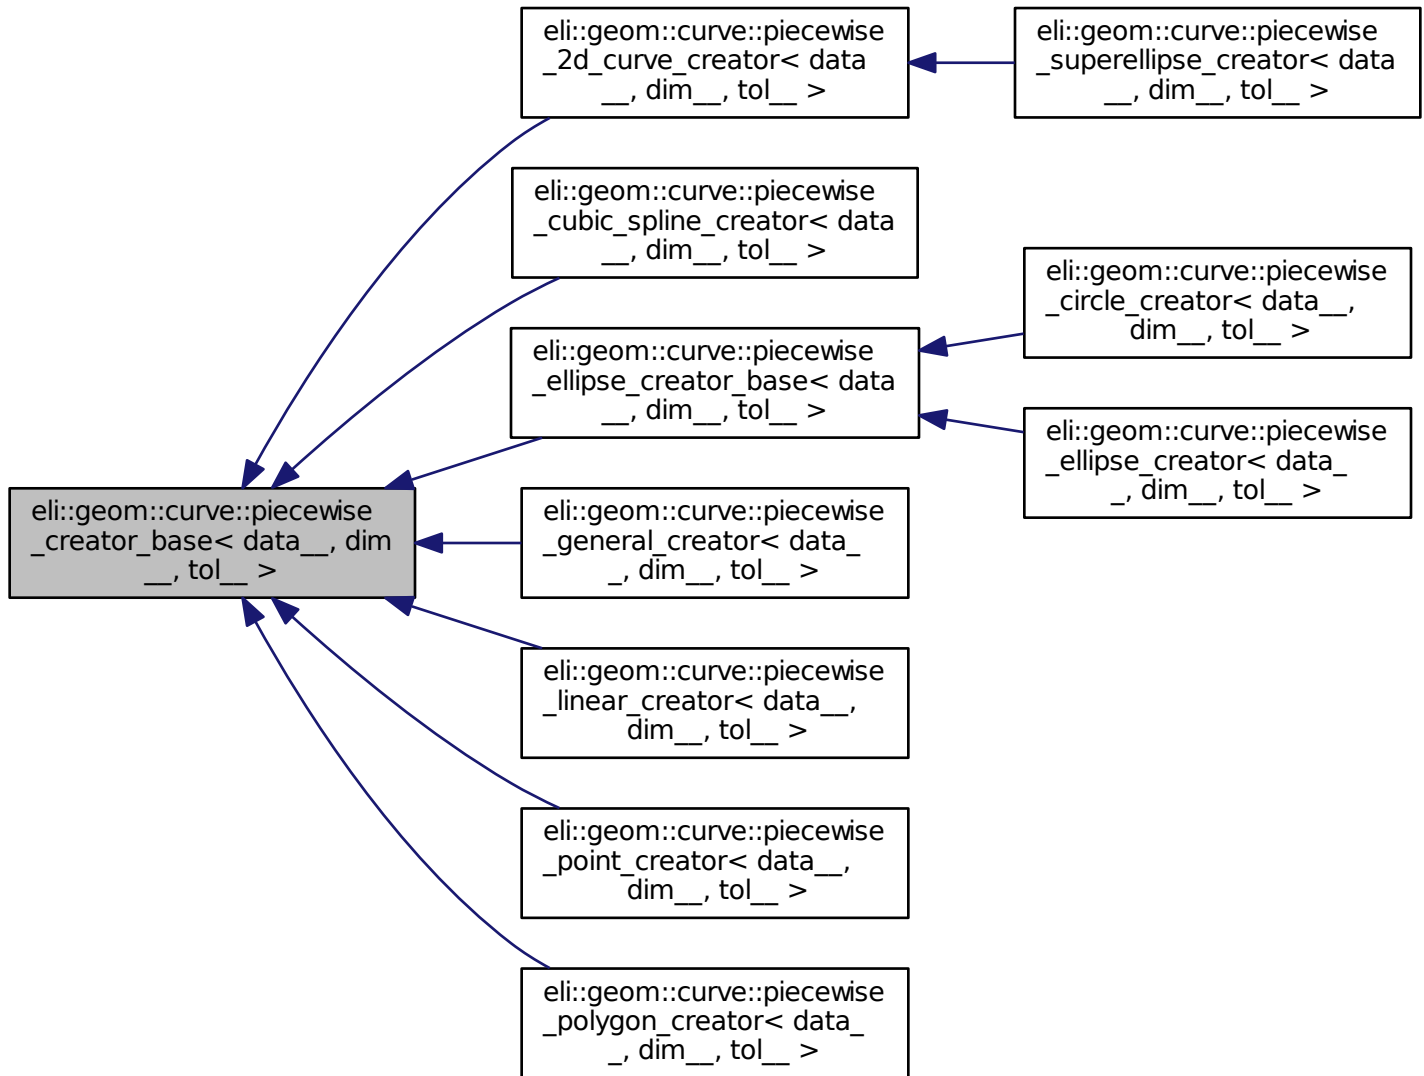 eli::geom::curve::piecewise
_2d_curve_creator< data
__, dim__, tol__ >
eli::geom::curve::piecewise
_superellipse_creator< data
__, dim__, tol__ >
eli::geom::curve::piecewise
_cubic_spline_creator< data
__, dim__, tol__ >
eli::geom::curve::piecewise
_circle_creator< data__,
dim__, tol__ >
eli::geom::curve::piecewise
_ellipse_creator_base< data
__, dim__, tol__ >
eli::geom::curve::piecewise
_ellipse_creator< data_
_, dim__, tol__ >
eli::geom::curve::piecewise
_creator_base< data__, dim
__, tol__ >
eli::geom::curve::piecewise
_general_creator< data_
_, dim__, tol__ >
eli::geom::curve::piecewise
_linear_creator< data__,
dim__, tol__ >
eli::geom::curve::piecewise
_point_creator< data__,
dim__, tol__ >
eli::geom::curve::piecewise
_polygon_creator< data_
_, dim__, tol__ >